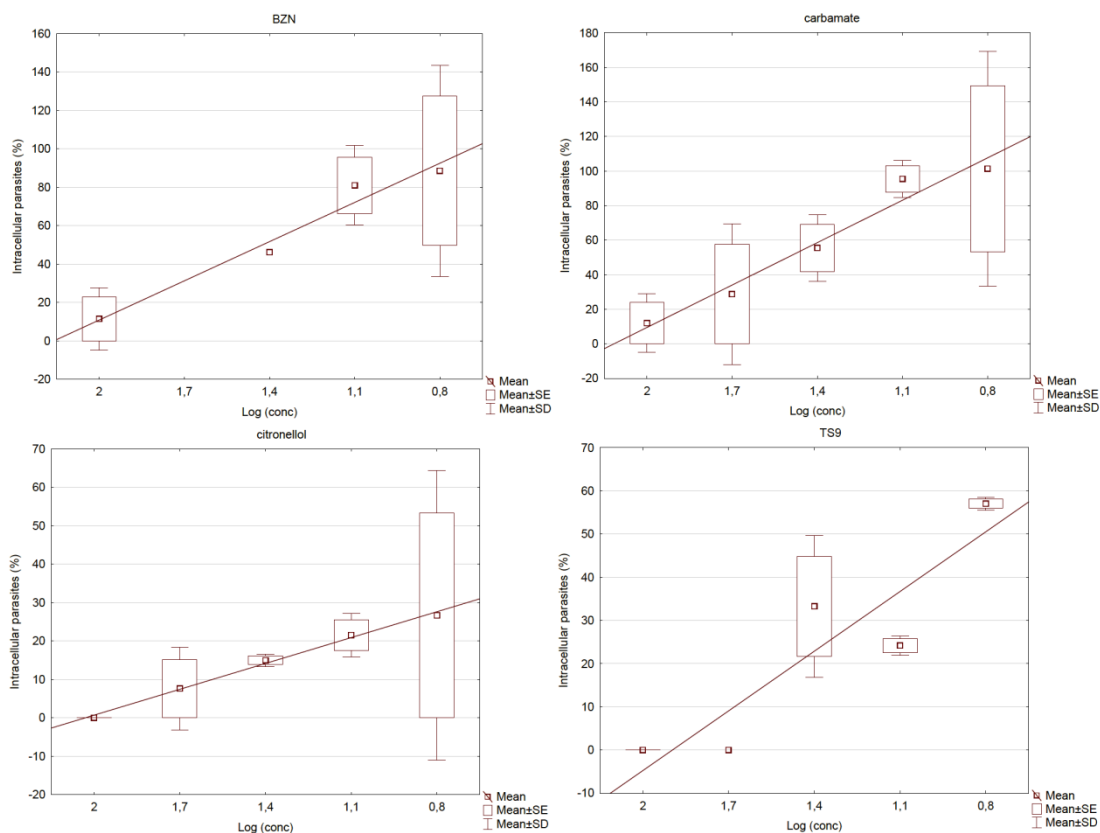 BZN
Intracellular parasites (%)
160
140
120
100
80
60
40
20
0
-20
2 1,7 1,4 1,1 0,8
Log (conc)
Mean
Mean±SE
Mean±SD
carbamate
Intracellular parasites (%)
180
160
140
120
100
80
60
40
20
0
-20
2 1,7 1,4 1,1 0,8
Log (conc)
Mean
Mean±SE
Mean±SD
citronellol
Intracellular parasites (%)
70
60
50
40
30
20
10
0
-10
-20
2 1,7 1,4 1,1 0,8
Log (conc)
Mean
Mean±SE
Mean±SD
TS9
Intracellular parasites (%)
70
60
50
40
30
20
10
0
-10
2 1,7 1,4 1,1 0,8
Log (conc)
Mean
Mean±SE
Mean±SD